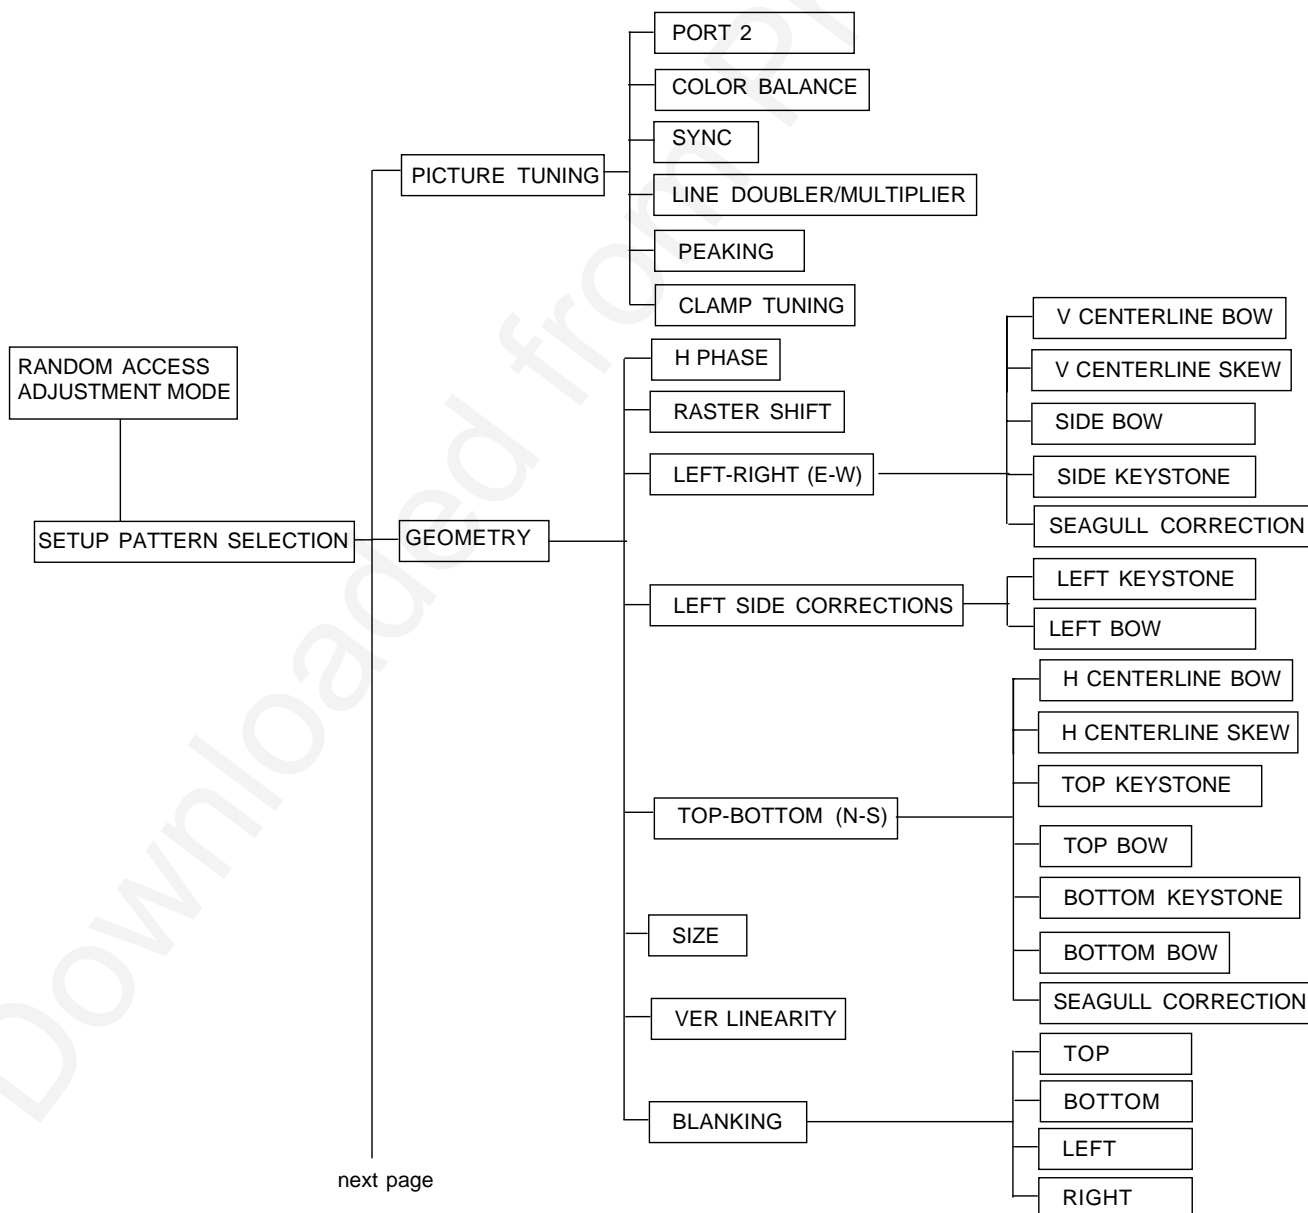 RANDOM ACCESS
ADJUSTMENT MODE
SETUP PATTERN SELECTION
PICTURE TUNING
PORT 2
COLOR BALANCE
SYNC
LINE DOUBLER/MULTIPLIER
PEAKING
CLAMP TUNING
GEOMETRY
H PHASE
RASTER SHIFT
LEFT-RIGHT (E-W)
V CENTERLINE BOW
V CENTERLINE SKEW
SIDE BOW
SIDE KEYSTONE
SEAGULL CORRECTION
LEFT SIDE CORRECTIONS
LEFT KEYSTONE
LEFT BOW
TOP-BOTTOM (N-S)
H CENTERLINE BOW
H CENTERLINE SKEW
TOP KEYSTONE
TOP BOW
BOTTOM KEYSTONE
BOTTOM BOW
SEAGULL CORRECTION
SIZE
VER LINEARITY
BLANKING
TOP
BOTTOM
LEFT
RIGHT
next page
Downloaded from